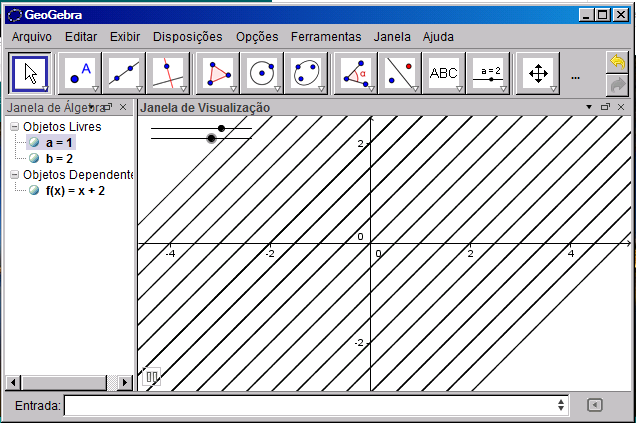 GeoGebra
Arquivo Editar Exibir Disposições Opções Ferramentas Janela Ajuda
A α ABC a = 2 ...
Janela de Álgebra
Janela de Visualização
Objetos Livres
a = 1
b = 2
Objetos Dependente
f(x) = x + 2
2
0
-4 -2 0 2 4
-2
Entrada: